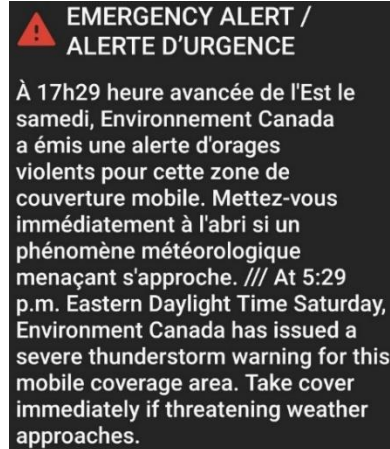 EMERGENCY ALERT /
ALERTE D'URGENCE
À 17h29 heure avancée de l'Est le
samedi, Environnement Canada
a émis une alerte d'orages
violents pour cette zone de
couverture mobile. Mettez-vous
immédiatement à l'abri si un
phénomène météorologique
menaçant s'approche. /// At 5:29
p.m. Eastern Daylight Time Saturday,
Environment Canada has issued a
severe thunderstorm warning for this
mobile coverage area. Take cover
immediately if threatening weather
approaches.